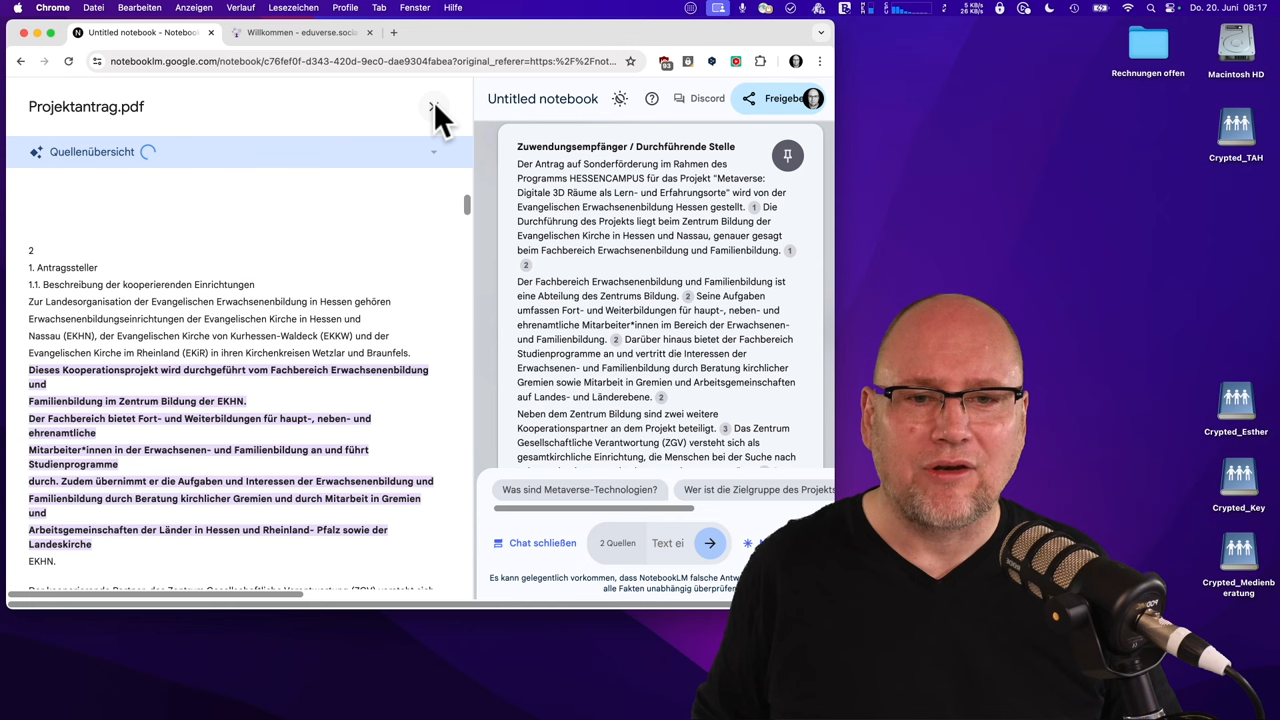 Chrome Ablage Bearbeiten Anzeigen Verlauf Lesezeichen Profile Tab Fenster Hilfe
5 KB/s
6 KB/s
Do. 20. Juni 08:17
Untitled notebook - Notebook
Willkommen - eduverse.socia
notebooklm.google.com/notebook/c76fef0f-d343-420d-9ec0-dae9304fabea?original_referer=https:%2F%2Fnot...
93
Projektantrag.pdf
Quellenübersicht
2
1. Antragssteller
1.1. Beschreibung der kooperierenden Einrichtungen
Zur Landesorganisation der Evangelischen Erwachsenenbildung in Hessen gehören
Erwachsenenbildungseinrichtungen der Evangelischen Kirche in Hessen und
Nassau (EKHN), der Evangelischen Kirche von Kurhessen-Waldeck (EKKW) und der
Evangelischen Kirche im Rheinland (EKiR) in ihren Kirchenkreisen Wetzlar und Braunfels.
Dieses Kooperationsprojekt wird durchgeführt vom Fachbereich Erwachsenenbildung
und
Familienbildung im Zentrum Bildung der EKHN.
Der Fachbereich bietet Fort- und Weiterbildungen für haupt-, neben- und
ehrenamtliche
Mitarbeiter*innen in der Erwachsenen- und Familienbildung an und führt
Studienprogramme
durch. Zudem übernimmt er die Aufgaben und Interessen der Erwachsenenbildung und
Familienbildung durch Beratung kirchlicher Gremien und durch Mitarbeit in Gremien
und
Arbeitsgemeinschaften der Länder in Hessen und Rheinland- Pfalz sowie der
Landeskirche
EKHN.
Untitled notebook
Discord
Freigebe
Zuwendungsempfänger / Durchführende Stelle
Der Antrag auf Sonderförderung im Rahmen des
Programms HESSENCAMPUS für das Projekt "Metaverse:
Digitale 3D Räume als Lern- und Erfahrungsorte" wird von der
Evangelischen Erwachsenenbildung Hessen gestellt. 1 Die
Durchführung des Projekts liegt beim Zentrum Bildung der
Evangelischen Kirche in Hessen und Nassau, genauer gesagt
beim Fachbereich Erwachsenenbildung und Familienbildung. 1
2
Der Fachbereich Erwachsenenbildung und Familienbildung ist
eine Abteilung des Zentrums Bildung. 2 Seine Aufgaben
umfassen Fort- und Weiterbildungen für haupt-, neben- und
ehrenamtliche Mitarbeiter*innen im Bereich der Erwachsenen-
und Familienbildung. 2 Darüber hinaus bietet der Fachbereich
Studienprogramme an und vertritt die Interessen der
Erwachsenen- und Familienbildung durch Beratung kirchlicher
Gremien sowie Mitarbeit in Gremien und Arbeitsgemeinschaften
auf Landes- und Länderebene. 2
Neben dem Zentrum Bildung sind zwei weitere
Kooperationspartner an dem Projekt beteiligt. 3 Das Zentrum
Gesellschaftliche Verantwortung (ZGV) versteht sich als
gesamtkirchliche Einrichtung, die Menschen bei der Suche nach
Was sind Metaverse-Technologien?
Wer ist die Zielgruppe des Projekts
Chat schließen
2 Quellen
Text ei
Es kann gelegentlich vorkommen, dass NotebookLM falsche Antw
alle Fakten unabhängig überprüfe
Rechnungen offen
Macintosh HD
Crypted_TAH
Crypted_Esther
Crypted_Key
Crypted_Medienb
eratung